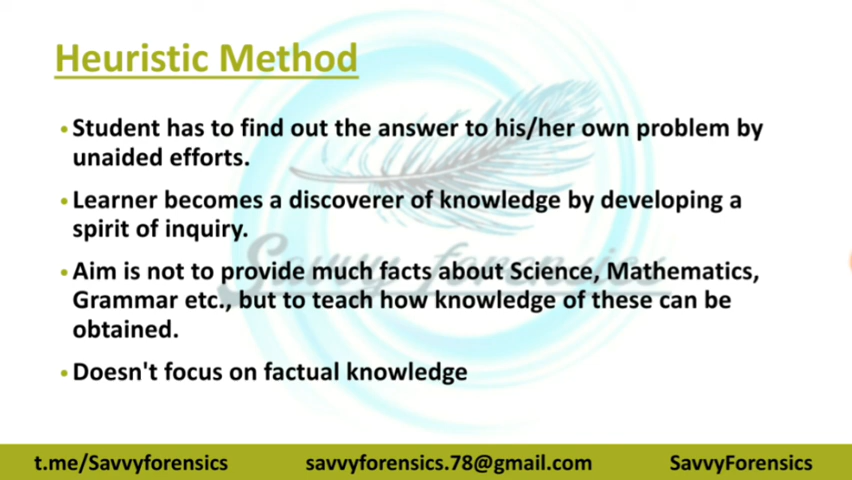 Heuristic Method
•Student has to find out the answer to his/her own problem by
unaided efforts.
•Learner becomes a discoverer of knowledge by developing a
spirit of inquiry.
•Aim is not to provide much facts about Science, Mathematics,
Grammar etc., but to teach how knowledge of these can be
obtained.
•Doesn't focus on factual knowledge
Savvy forensics
t.me/Savvyforensics savvyforensics.78@gmail.com SavvyForensics